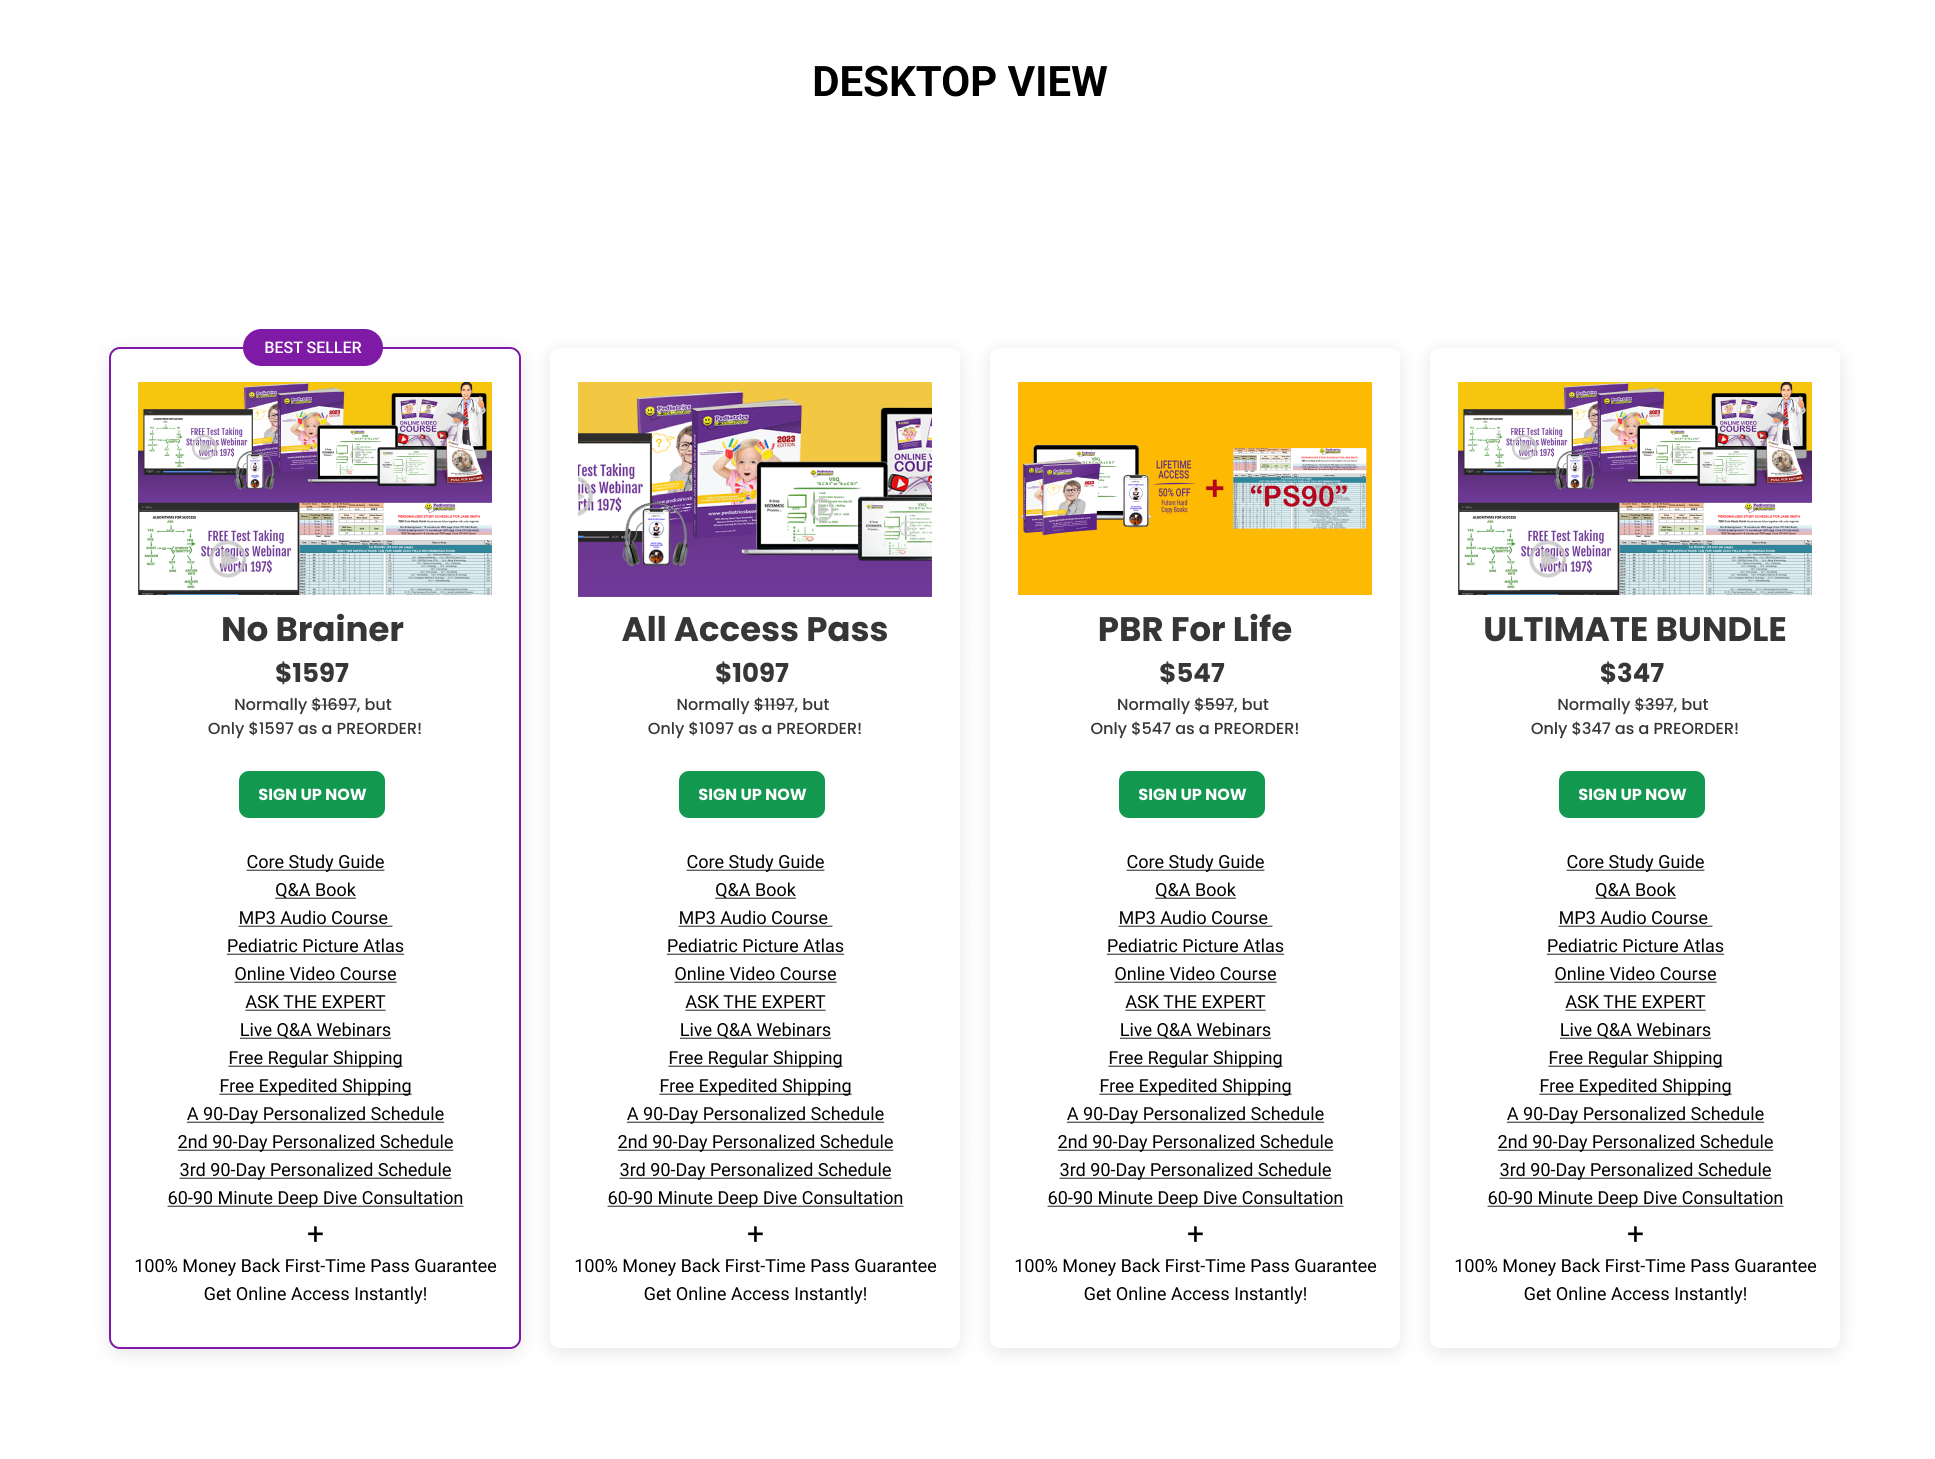 DESKTOP VIEW
BEST SELLER
FREE Test Taking
Strategies Webinar
worth 197$
2023
ONLINE VIDEO
COURSE
ALGORITHMS FOR SUCCESS
FREE Test Taking
Strategies Webinar
worth 197$
No Brainer
$1597
Normally $1697, but
Only $1597 as a PREORDER!
SIGN UP NOW
Core Study Guide
Q&A Book
MP3 Audio Course
Pediatric Picture Atlas
Online Video Course
ASK THE EXPERT
Live Q&A Webinars
Free Regular Shipping
Free Expedited Shipping
A 90-Day Personalized Schedule
2nd 90-Day Personalized Schedule
3rd 90-Day Personalized Schedule
60-90 Minute Deep Dive Consultation
+
100% Money Back First-Time Pass Guarantee
Get Online Access Instantly!
Pediatrics
Pediatrics
2023
EDITION
Test Taking
ies Webinar
rth 197$
ONLINE V
COUR
All Access Pass
$1097
Normally $1197, but
Only $1097 as a PREORDER!
SIGN UP NOW
Core Study Guide
Q&A Book
MP3 Audio Course
Pediatric Picture Atlas
Online Video Course
ASK THE EXPERT
Live Q&A Webinars
Free Regular Shipping
Free Expedited Shipping
A 90-Day Personalized Schedule
2nd 90-Day Personalized Schedule
3rd 90-Day Personalized Schedule
60-90 Minute Deep Dive Consultation
+
100% Money Back First-Time Pass Guarantee
Get Online Access Instantly!
LIFETIME
ACCESS
50% OFF
Future Hard
Copy Books
+
“PS90”
PBR For Life
$547
Normally $597, but
Only $547 as a PREORDER!
SIGN UP NOW
Core Study Guide
Q&A Book
MP3 Audio Course
Pediatric Picture Atlas
Online Video Course
ASK THE EXPERT
Live Q&A Webinars
Free Regular Shipping
Free Expedited Shipping
A 90-Day Personalized Schedule
2nd 90-Day Personalized Schedule
3rd 90-Day Personalized Schedule
60-90 Minute Deep Dive Consultation
+
100% Money Back First-Time Pass Guarantee
Get Online Access Instantly!
FREE Test Taking
Strategies Webinar
worth 197$
2023
ONLINE VIDEO
COURSE
ALGORITHMS FOR SUCCESS
FREE Test Taking
Strategies Webinar
worth 197$
ULTIMATE BUNDLE
$347
Normally $397, but
Only $347 as a PREORDER!
SIGN UP NOW
Core Study Guide
Q&A Book
MP3 Audio Course
Pediatric Picture Atlas
Online Video Course
ASK THE EXPERT
Live Q&A Webinars
Free Regular Shipping
Free Expedited Shipping
A 90-Day Personalized Schedule
2nd 90-Day Personalized Schedule
3rd 90-Day Personalized Schedule
60-90 Minute Deep Dive Consultation
+
100% Money Back First-Time Pass Guarantee
Get Online Access Instantly!